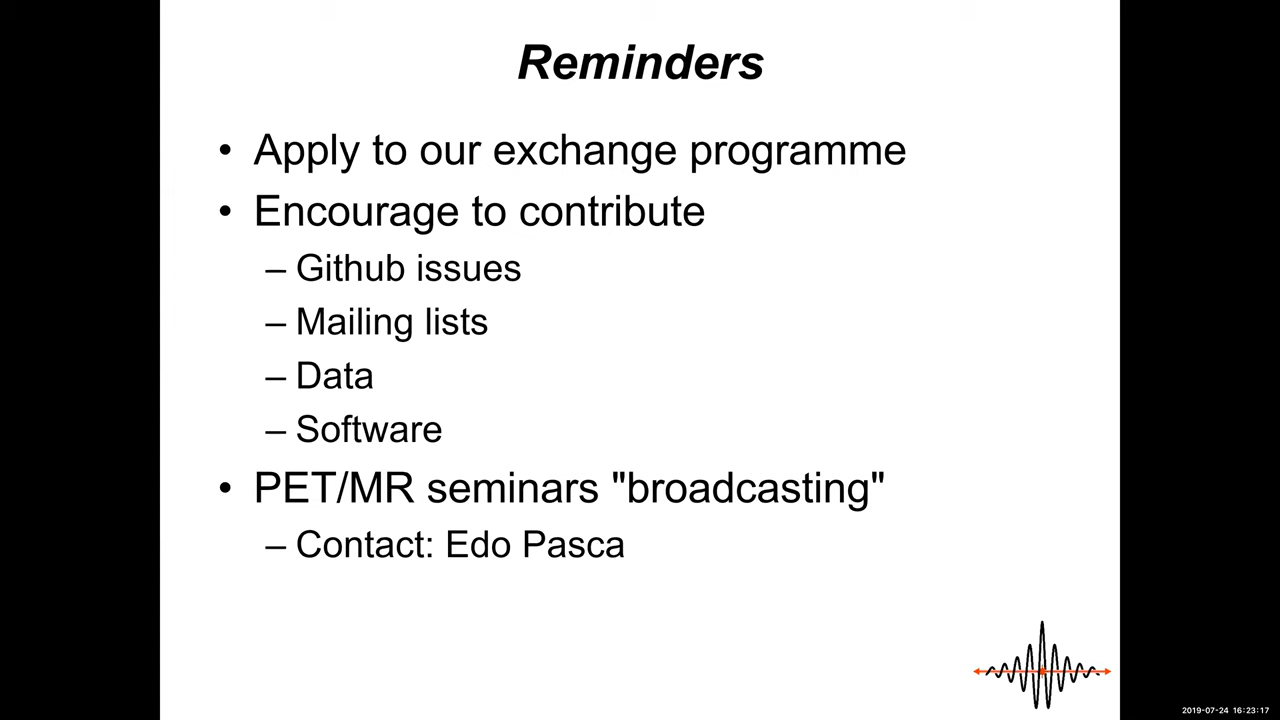 Reminders
• Apply to our exchange programme
• Encourage to contribute
– Github issues
– Mailing lists
– Data
– Software
• PET/MR seminars "broadcasting"
– Contact: Edo Pasca
2019-07-24 16:23:17